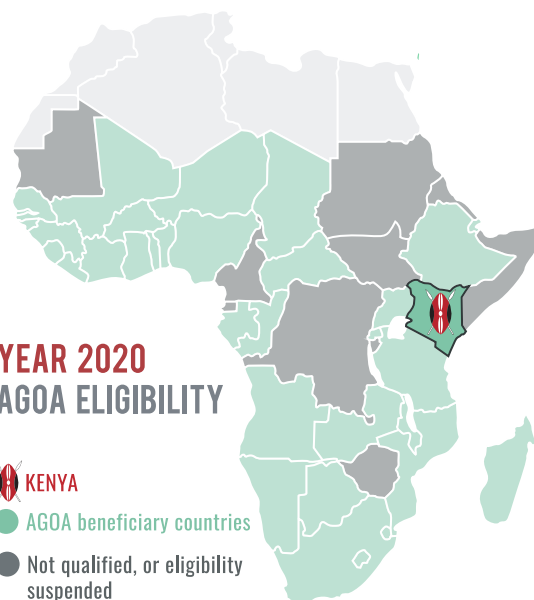 YEAR 2020
AGOA ELIGIBILITY
KENYA
AGOA beneficiary countries
Not qualified, or eligibility
suspended